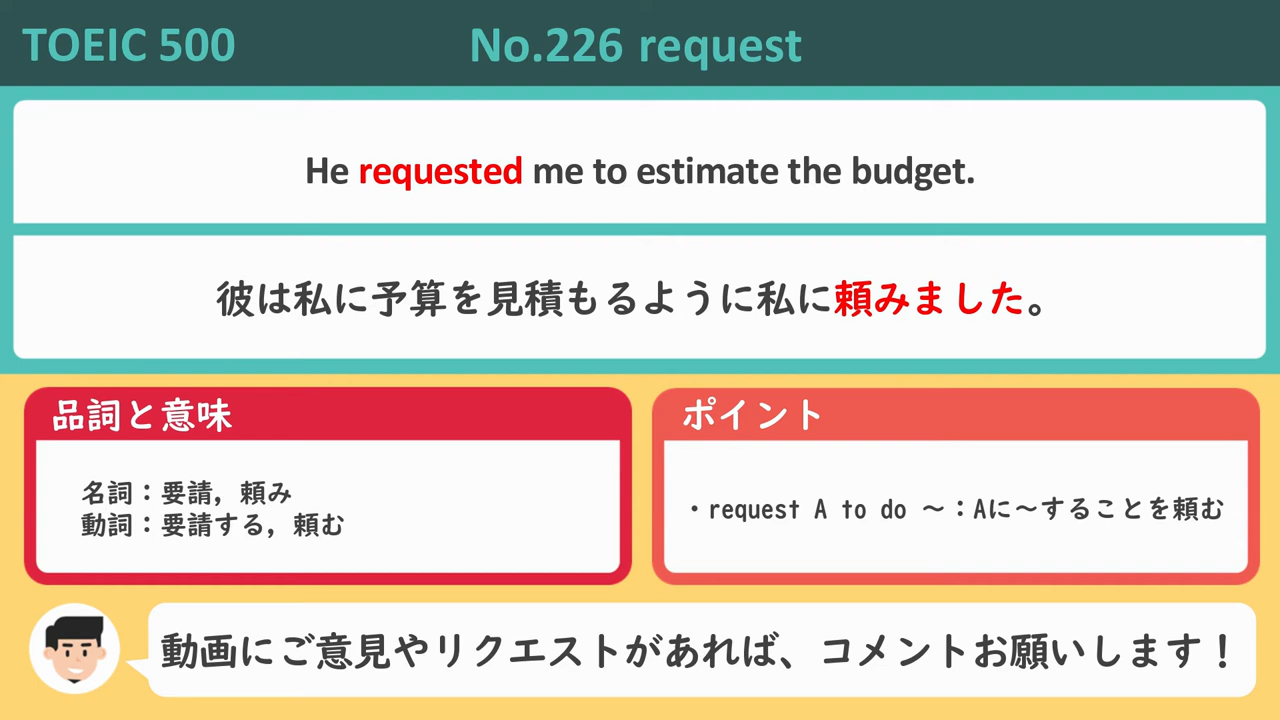 TOEIC 500
No.226 request
He requested me to estimate the budget.
彼は私に予算を見積もるように私に頼みました。
品詞と意味
名詞：要請，頼み
動詞：要請する，頼む
ポイント
・request A to do ～：Aに～することを頼む
動画にご意見やリクエストがあれば、コメントお願いします！